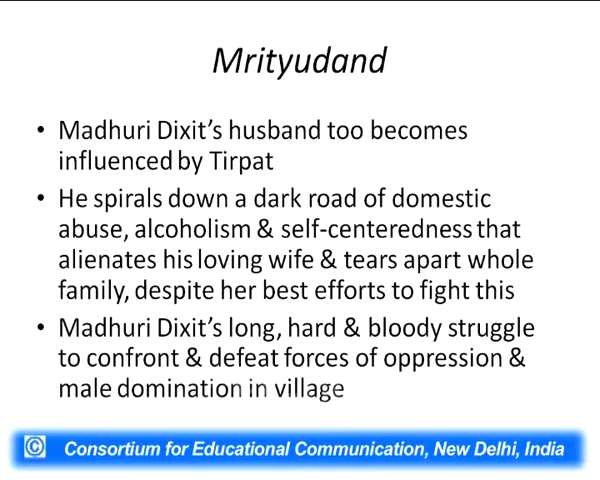 Mrityudand
• Madhuri Dixit's husband too becomes
influenced by Tirpat
• He spirals down a dark road of domestic
abuse, alcoholism & self-centeredness that
alienates his loving wife & tears apart whole
family, despite her best efforts to fight this
• Madhuri Dixit's long, hard & bloody struggle
to confront & defeat forces of oppression &
male domination in village
© Consortium for Educational Communication, New Delhi, India